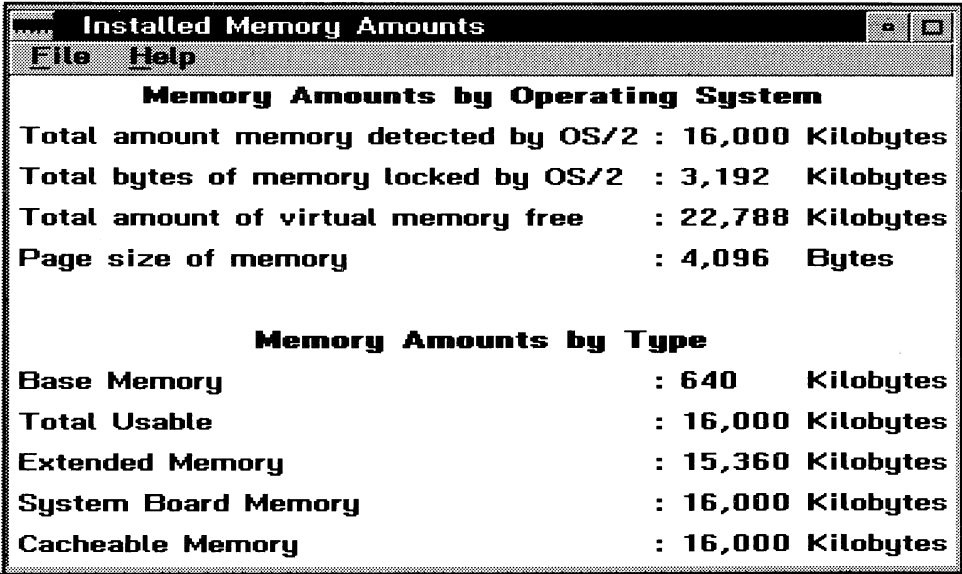 Installed Memory Amounts
File Help
Memory Amounts by Operating System
Total amount memory detected by OS/2 : 16,000 Kilobytes
Total bytes of memory locked by OS/2 : 3,192 Kilobytes
Total amount of virtual memory free : 22,788 Kilobytes
Page size of memory : 4,096 Bytes
Memory Amounts by Type
Base Memory : 640 Kilobytes
Total Usable : 16,000 Kilobytes
Extended Memory : 15,360 Kilobytes
System Board Memory : 16,000 Kilobytes
Cacheable Memory : 16,000 Kilobytes